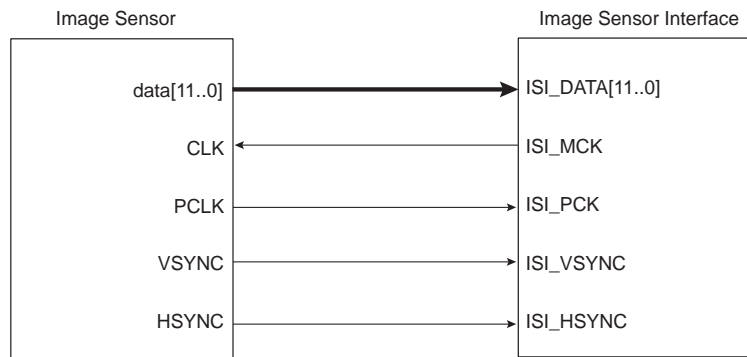 Image Sensor
Image Sensor Interface
data[11..0]
ISI_DATA[11..0]
CLK
ISI_MCK
PCLK
ISI_PCK
VSYNC
ISI_VSYNC
HSYNC
ISI_HSYNC